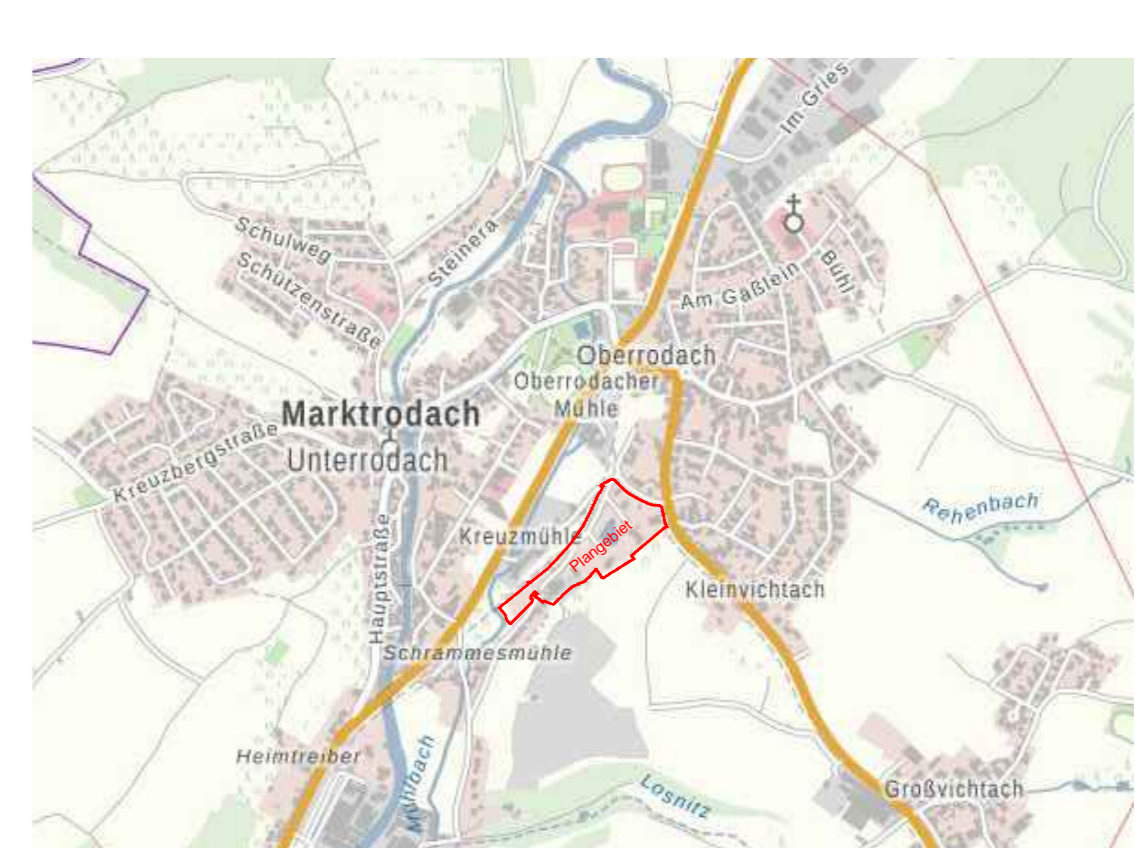 Im-Gries
Schulweg
Steinera
Schützenstraße
Bühl
Am Gaßlein
Oberrodach
Oberrodacher
Mühle
Marktrodach
Unterrodach
Kreuzbergstraße
Rehenbach
Kreuzmühle
Plangebiet
Hauptstraße
Kleinvichtach
Schrammesmühle
Heimtreiber
Mühlbach
Losnitz
Großvichtach